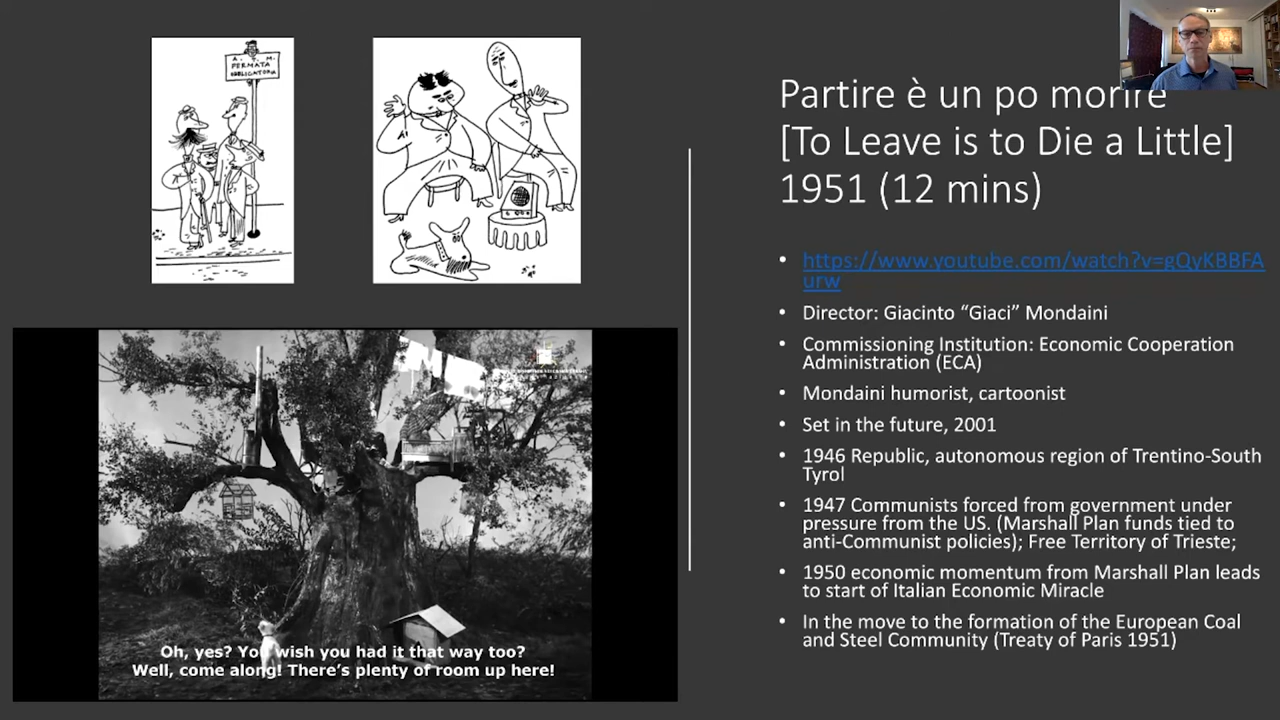 A. T. M.
FERMATA
OBBLIGATORIA
Partire è un po morire
[To Leave is to Die a Little]
1951 (12 mins)
• https://www.youtube.com/watch?v=gQyKBBFA
urw
• Director: Giacinto “Giaci” Mondaini
• Commissioning Institution: Economic Cooperation
Administration (ECA)
• Mondaini humorist, cartoonist
• Set in the future, 2001
• 1946 Republic, autonomous region of Trentino-South
Tyrol
• 1947 Communists forced from government under
pressure from the US. (Marshall Plan funds tied to
anti-Communist policies); Free Territory of Trieste;
• 1950 economic momentum from Marshall Plan leads
to start of Italian Economic Miracle
• In the move to the formation of the European Coal
and Steel Community (Treaty of Paris 1951)
Oh, yes? You wish you had it that way too?
Well, come along! There's plenty of room up here!